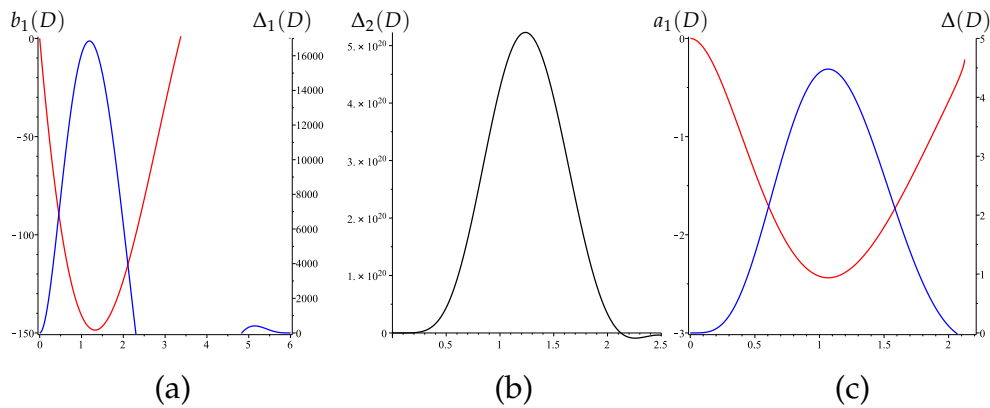 b₁(D) Δ₁(D) Δ₂(D) a₁(D) Δ(D)
0 16000 5. × 10²⁰ 0 5
14000
−50 12000 4. × 10²⁰ 4
10000 −1
3. × 10²⁰ 3
8000
−100 6000 2. × 10²⁰ 2
4000 −2
1. × 10²⁰ 1
2000
−150 0 0 −3 0
0 1 2 3 4 5 6 0.5 1 1.5 2 2.5 0 0.5 1 1.5 2
(a) (b) (c)